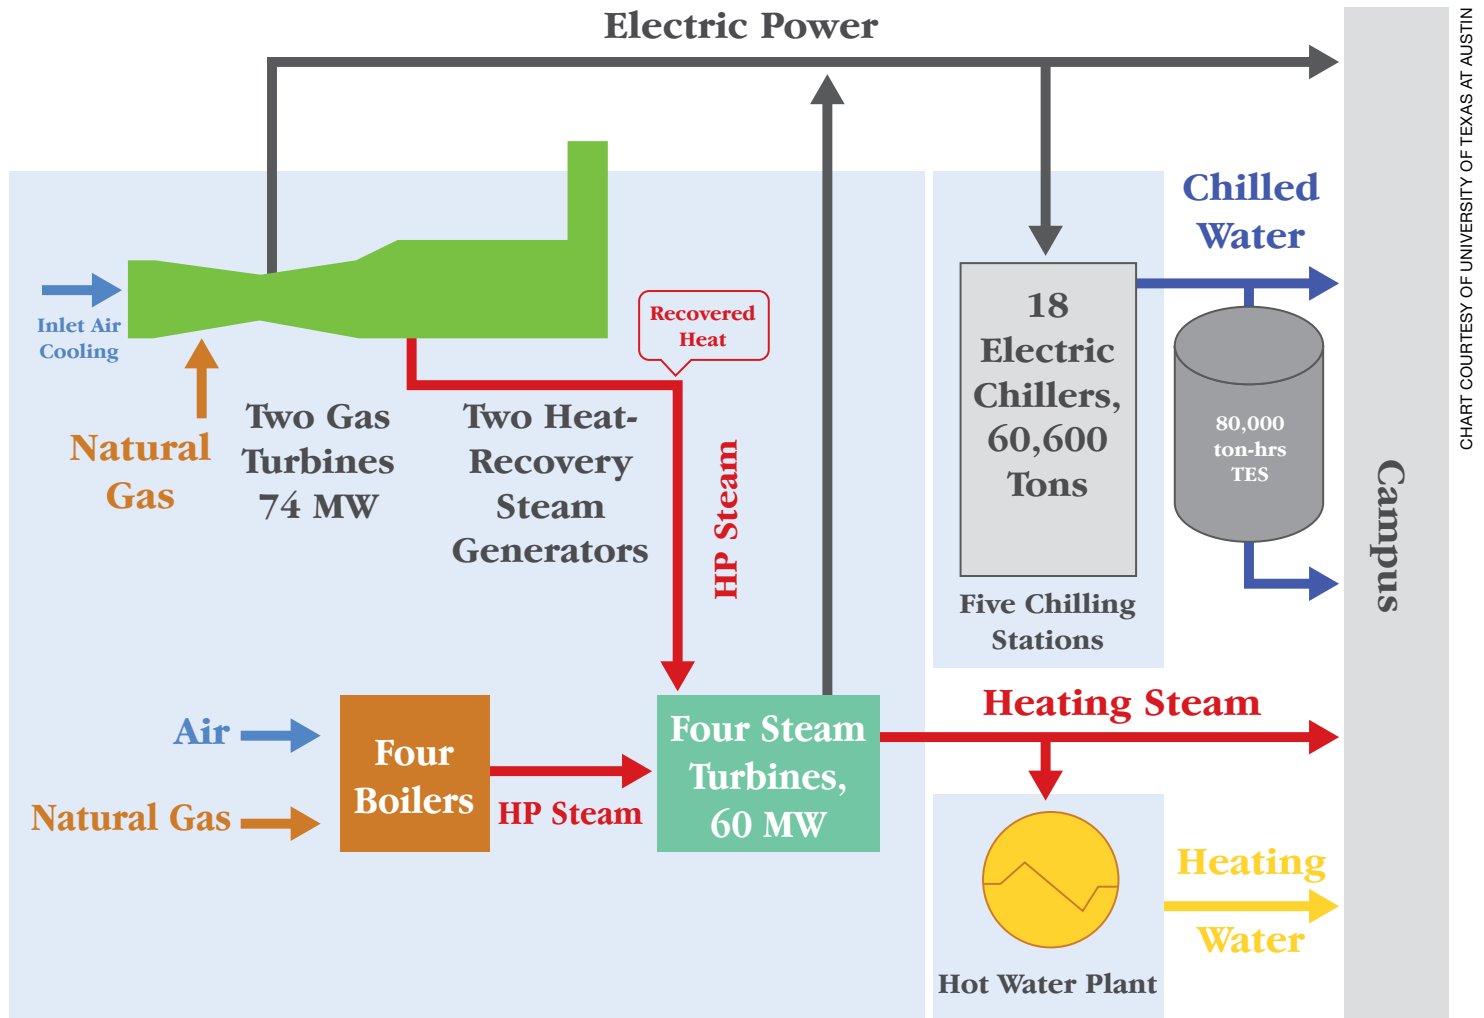 Electric Power
CHART COURTESY OF UNIVERSITY OF TEXAS AT AUSTIN
Inlet Air
Cooling
Natural
Gas
Two Gas
Turbines
74 MW
Two Heat-
Recovery
Steam
Generators
Recovered
Heat
HP Steam
18
Electric
Chillers,
60,600
Tons
Five Chilling
Stations
Chilled
Water
80,000
ton-hrs
TES
Campus
Air
Natural Gas
Four
Boilers
HP Steam
Four Steam
Turbines,
60 MW
Heating Steam
Hot Water Plant
Heating
Water